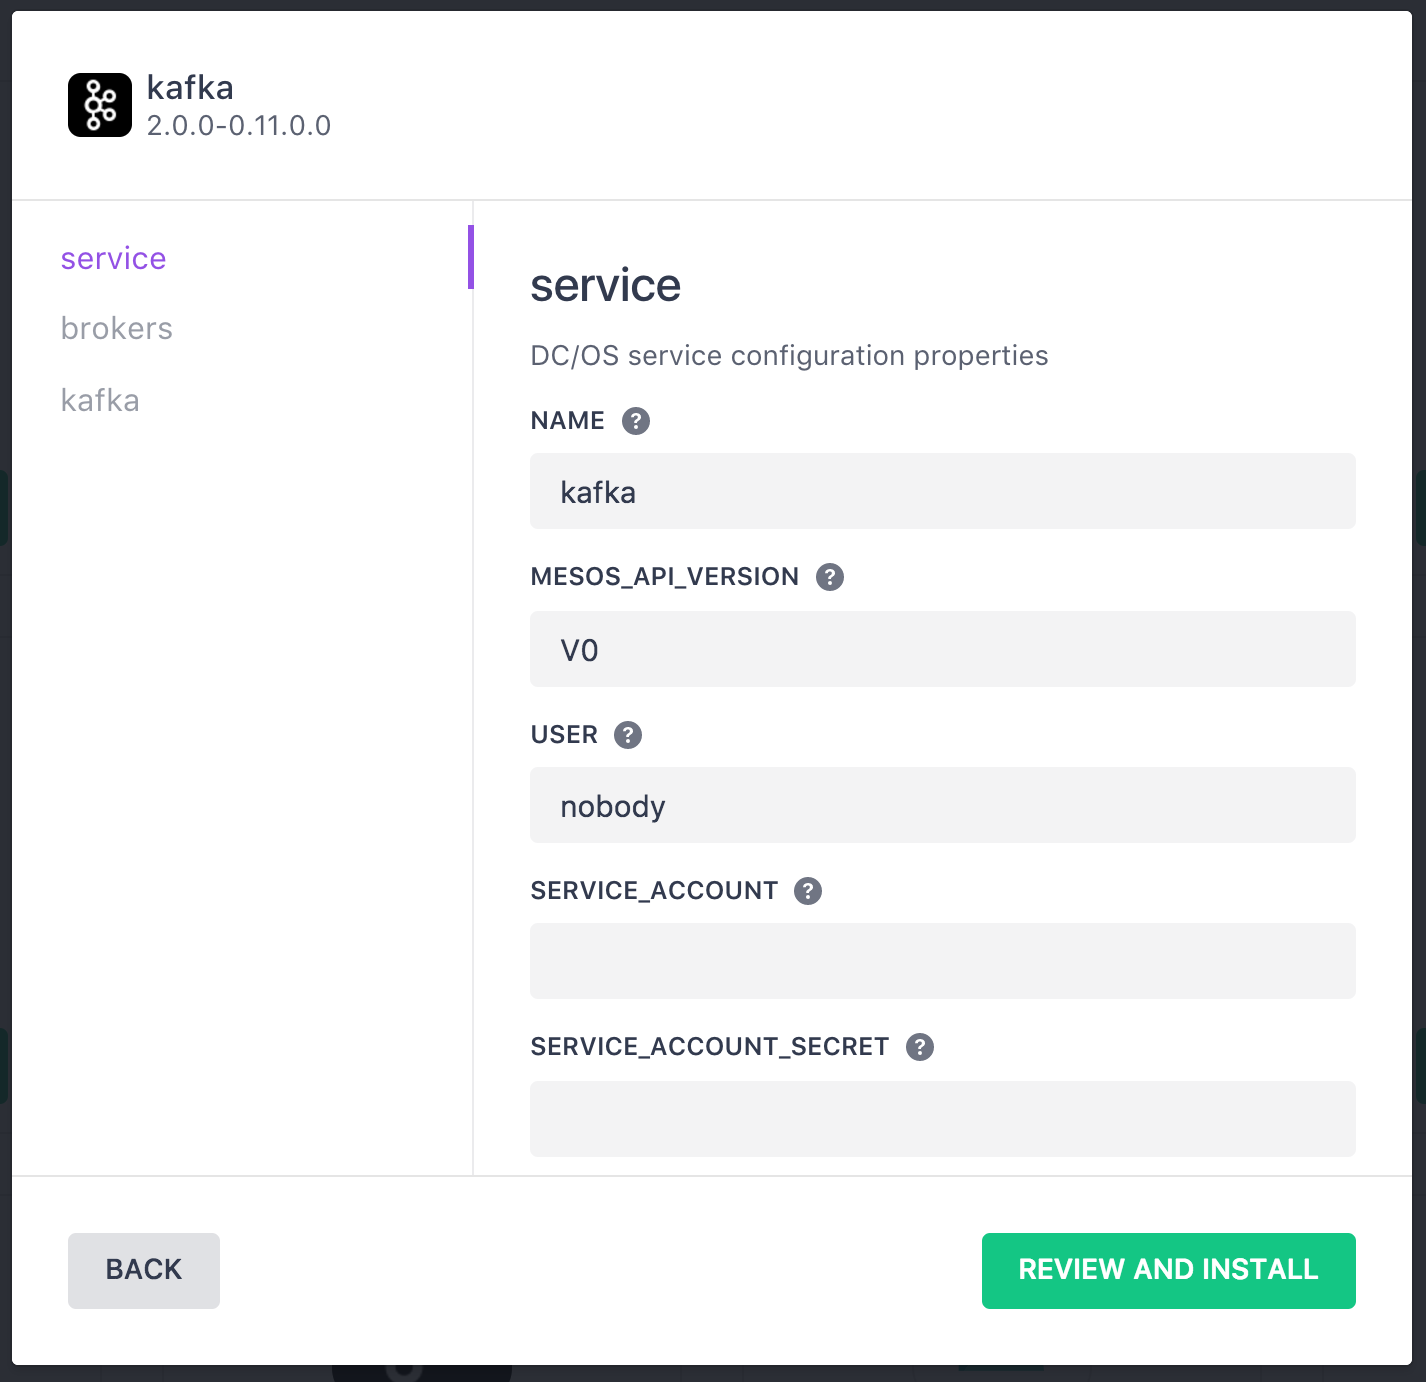 kafka
2.0.0-0.11.0.0
service
brokers
kafka
service
DC/OS service configuration properties
NAME ?
kafka
MESOS_API_VERSION ?
V0
USER ?
nobody
SERVICE_ACCOUNT ?
SERVICE_ACCOUNT_SECRET ?
BACK
REVIEW AND INSTALL